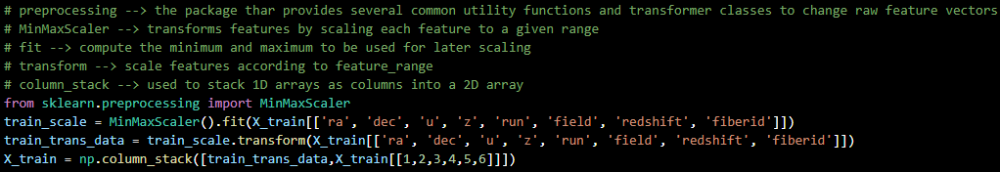 # preprocessing --> the package thar provides several common utility functions and transformer classes to change raw feature vectors
# MinMaxScaler --> transforms features by scaling each feature to a given range
# fit --> compute the minimum and maximum to be used for later scaling
# transform --> scale features according to feature_range
# column_stack --> used to stack 1D arrays as columns into a 2D array
from sklearn.preprocessing import MinMaxScaler
train_scale = MinMaxScaler().fit(X_train[['ra', 'dec', 'u', 'z', 'run', 'field', 'redshift', 'fiberid']])
train_trans_data = train_scale.transform(X_train[['ra', 'dec', 'u', 'z', 'run', 'field', 'redshift', 'fiberid']])
X_train = np.column_stack([train_trans_data,X_train[[1,2,3,4,5,6]]])